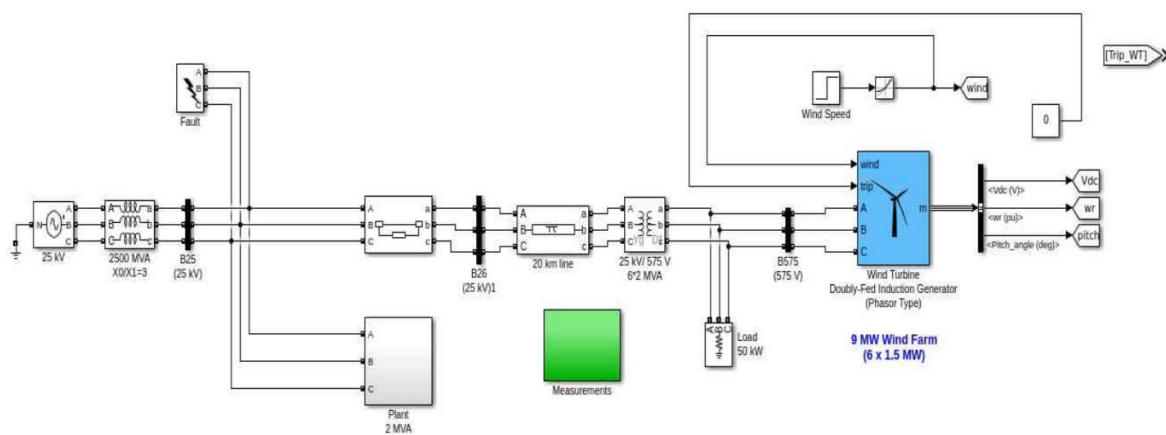 [Trip_WT]
Wind Speed
wind
0
A
B
C
Fault
wind
trip
A
B
C
m
Wind Turbine
Doubly-Fed Induction Generator
(Phasor Type)
<Vdc (V)>
<wr (pu)>
<Pitch_angle (deg)>
Vdc
wr
pitch
N
A
B
C
25 kV
A
B
C
a
b
c
2500 MVA
X0/X1=3
B25
(25 kV)
A
B
C
a
b
c
B26
(25 kV)1
A
B
C
a
b
c
20 km line
A
B
C
a
b
c
Yg
25 kV/ 575 V
6*2 MVA
B575
(575 V)
A
B
C
Load
50 kW
9 MW Wind Farm
(6 x 1.5 MW)
A
B
C
Plant
2 MVA
Measurements